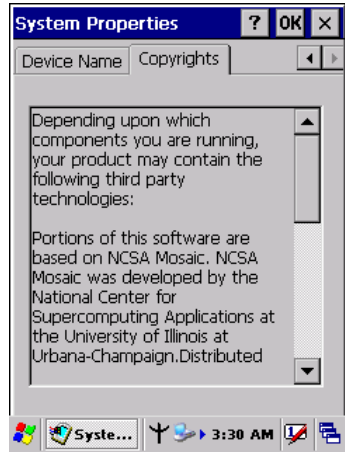 System Properties ? OK ×
Device Name Copyrights
Depending upon which
components you are running,
your product may contain the
following third party
technologies:
Portions of this software are
based on NCSA Mosaic. NCSA
Mosaic was developed by the
National Center for
Supercomputing Applications at
the University of Illinois at
Urbana-Champaign.Distributed
Syste... 3:30 AM